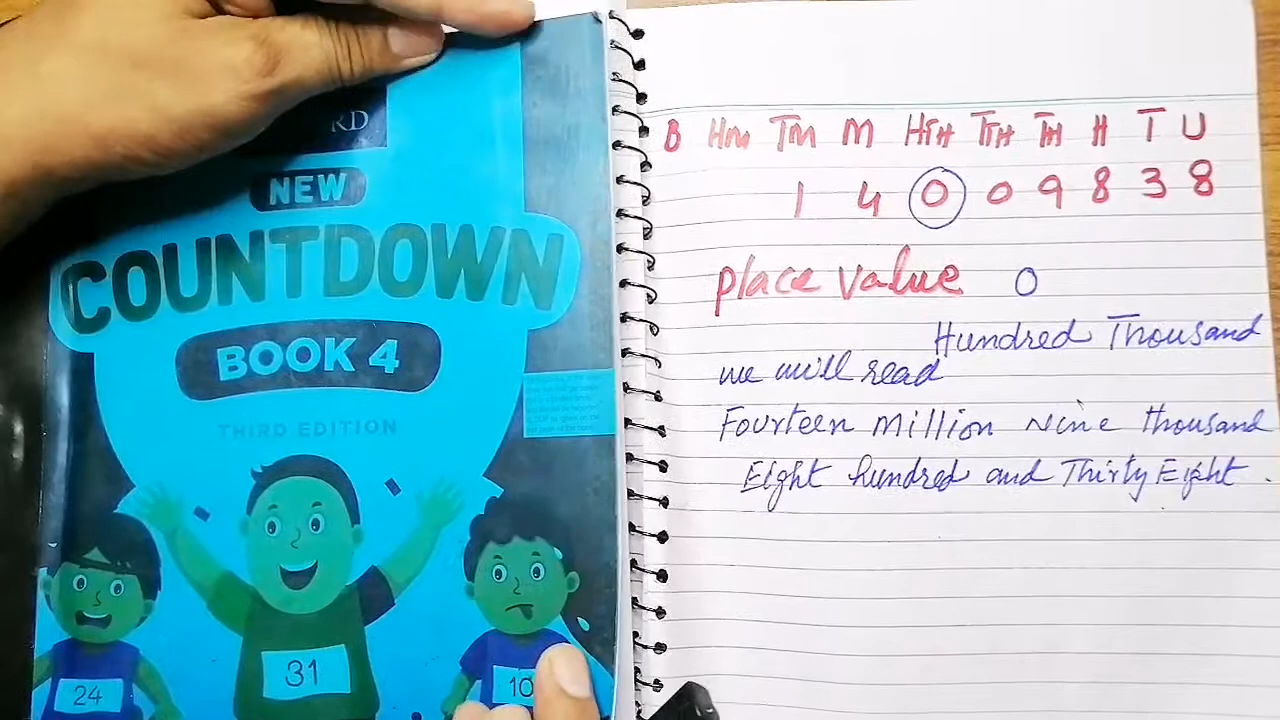 RD
NEW
COUNTDOWN
BOOK 4
THIRD EDITION
31
24
10
B Hm Tm M HTH TTH TH H T U
1 4 0 0 9 8 3 8
Place Value 0
Hundred Thousand
we will read
Fourteen Million Nine thousand
Eight hundred and Thirty Eight.